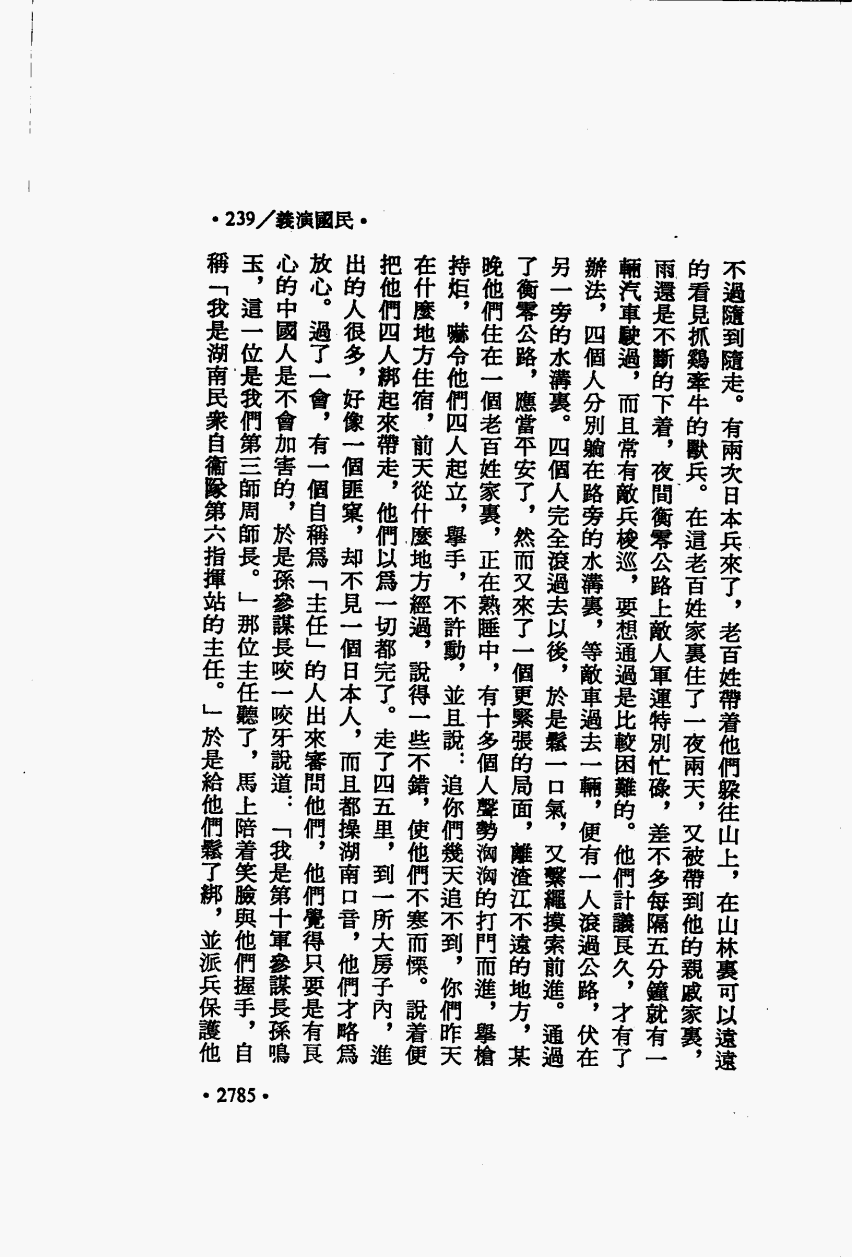 •239／義演國民•
不過隨到隨走。有兩次日本兵來了，老百姓帶着他們躲往山上，在山林裏可以遠遠
的看見抓鷄牽牛的獸兵。在這老百姓家裏住了一夜兩天，又被帶到他的親戚家裏，
雨還是不斷的下着，夜間衡零公路上敵人軍運特別忙碌，差不多每隔五分鐘就有一
輛汽車駛過，而且常有敵兵梭巡，要想通過是比較困難的。他們計議良久，才有了
辦法，四個人分別躺在路旁的水溝裏，等敵車過去一輛，便有一人滾過公路，伏在
另一旁的水溝裏。四個人完全滾過去以後，於是鬆一口氣，又繫繩摸索前進。通過
了衡零公路，應當平安了，然而又來了一個更緊張的局面，離渣江不遠的地方，某
晚他們住在一個老百姓家裏，正在熟睡中，有十多個人聲勢洶洶的打門而進，舉槍
持炬，嚇令他們四人起立，舉手，不許動，並且說：追你們幾天追不到，你們昨天
在什麼地方住宿，前天從什麼地方經過，說得一些不錯，使他們不寒而慄。說着便
把他們四人綁起來帶走，他們以爲一切都完了。走了四五里，到一所大房子內，進
出的人很多，好像一個匪窠，却不見一個日本人，而且都操湖南口音，他們才略爲
放心。過了一會，有一個自稱爲「主任」的人出來審問他們，他們覺得只要是有良
心的中國人是不會加害的，於是孫參謀長咬一咬牙說道：「我是第十軍參謀長孫鳴
玉，這一位是我們第三師周師長。」那位主任聽了，馬上陪着笑臉與他們握手，自
稱「我是湖南民衆自衞隊第六指揮站的主任。」於是給他們鬆了綁，並派兵保護他
•2785•